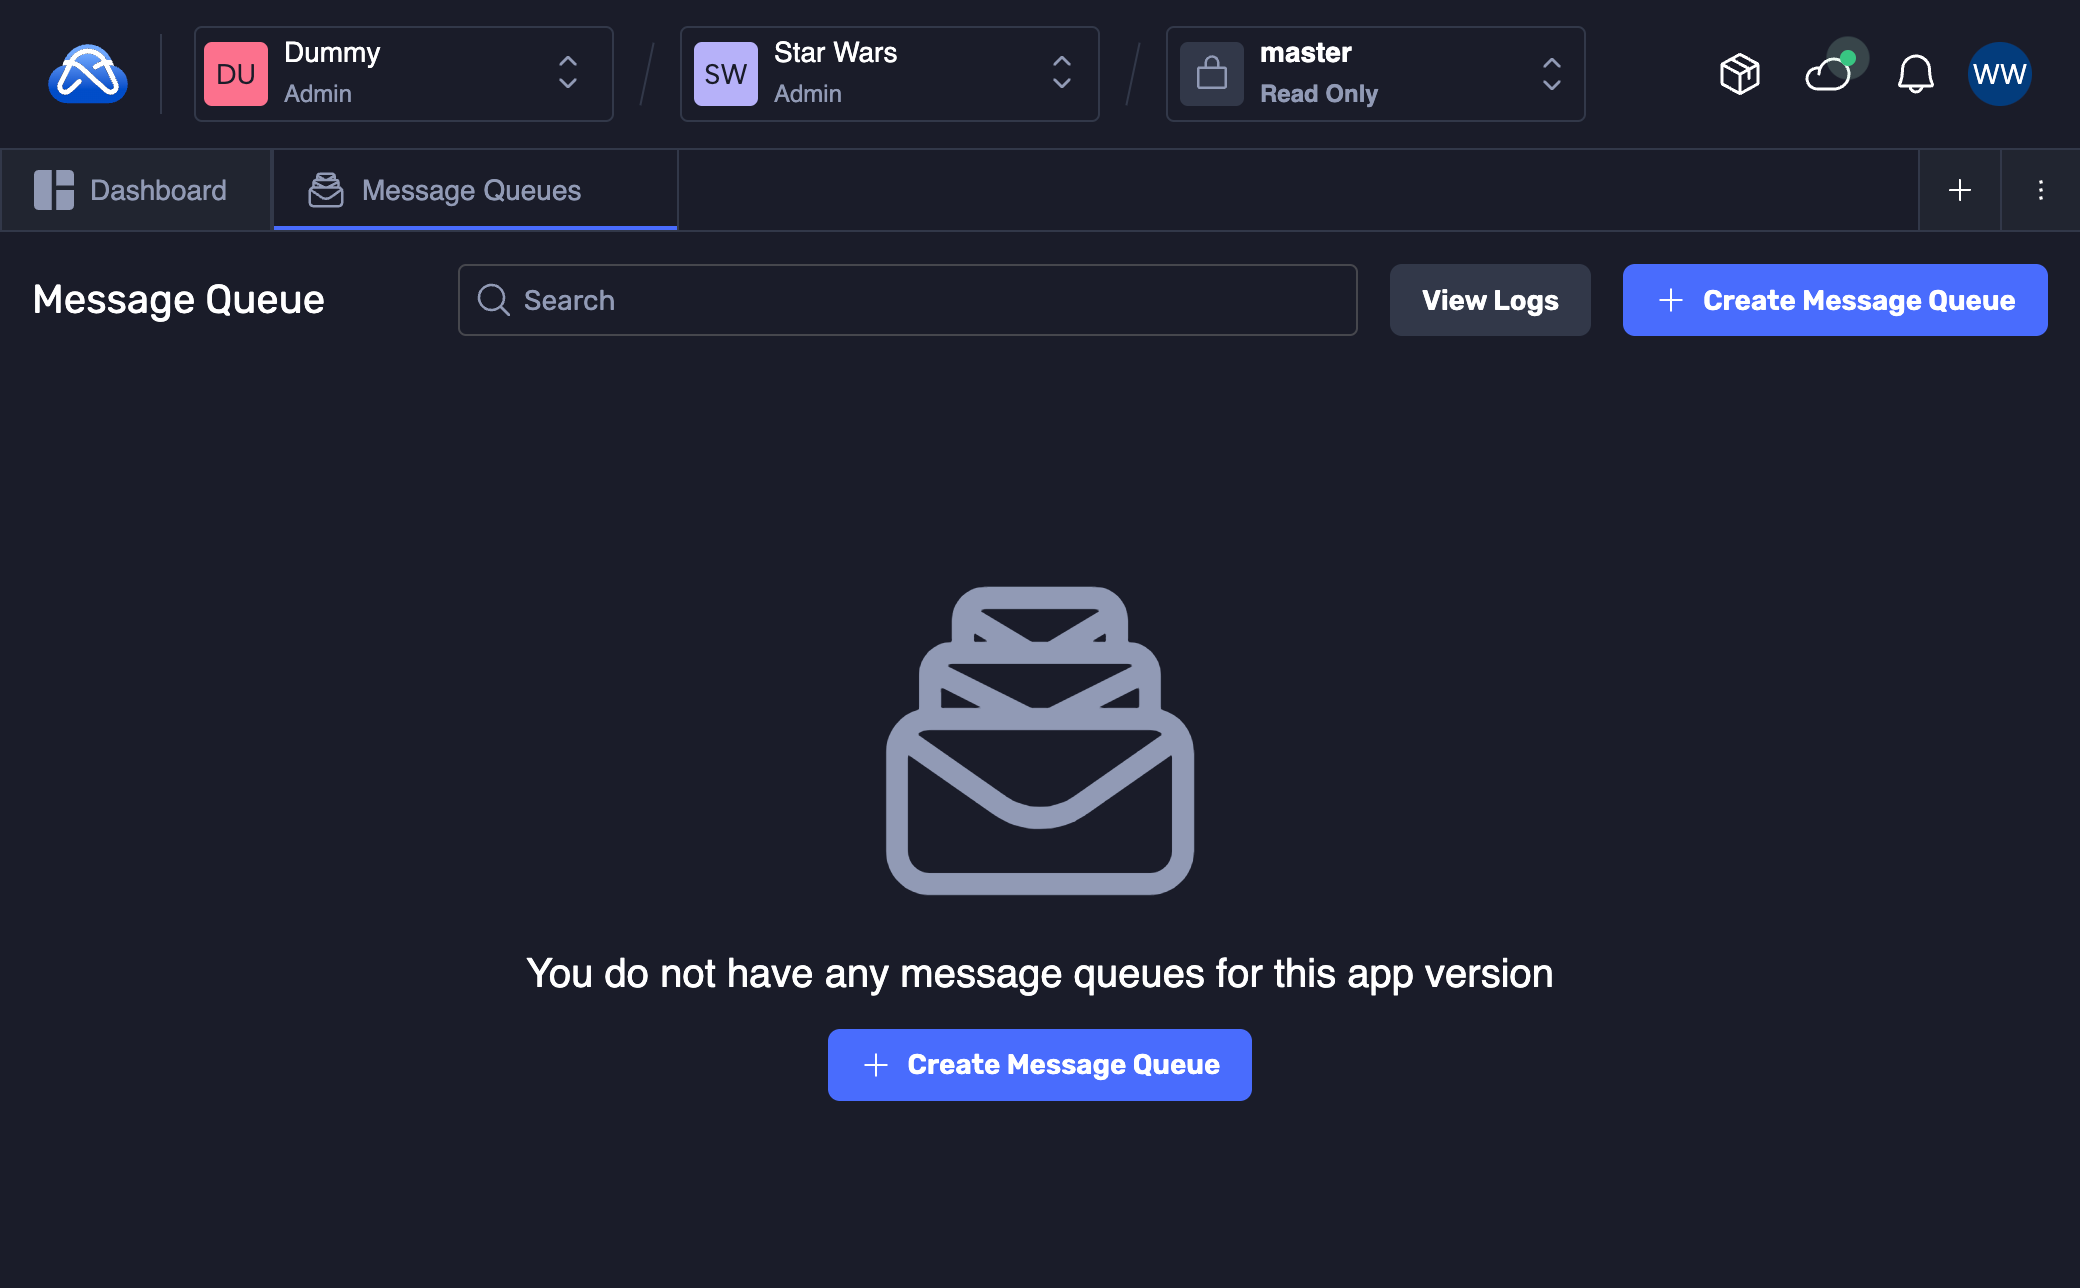 DU
Dummy
Admin
SW
Star Wars
Admin
master
Read Only
WW
Dashboard
Message Queues
Message Queue
Search
View Logs
Create Message Queue
You do not have any message queues for this app version
Create Message Queue